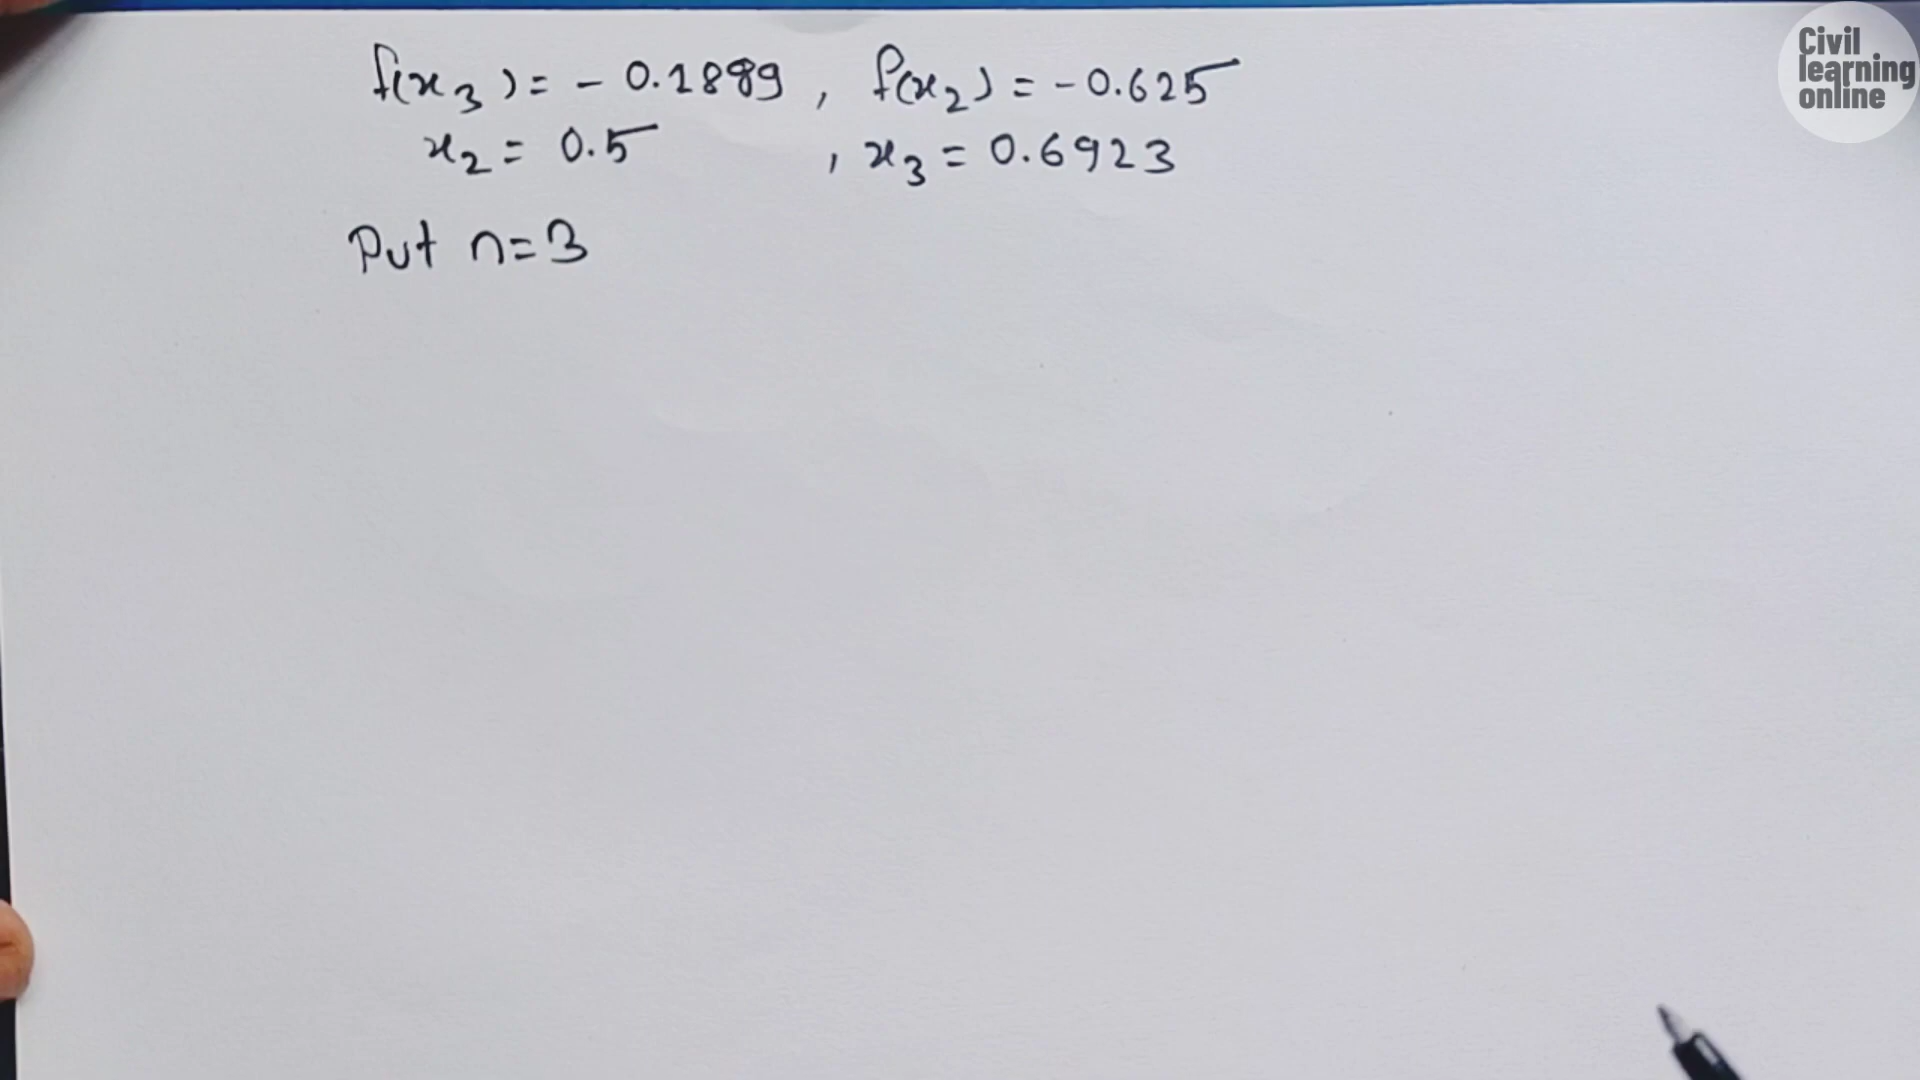 f(x₃) = - 0.1889 , f(x₂) = -0.625
x₂ = 0.5 , x₃ = 0.6923
Put n=3
Civil
learning
online